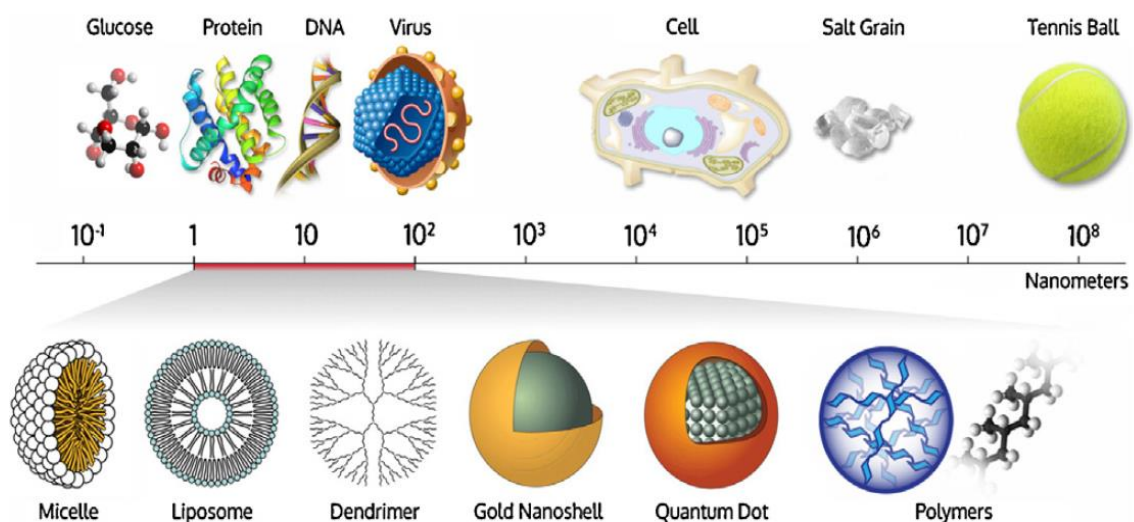 Glucose Protein DNA Virus Cell Salt Grain Tennis Ball
10⁻¹ 1 10 10² 10³ 10⁴ 10⁵ 10⁶ 10⁷ 10⁸
Nanometers
Micelle Liposome Dendrimer Gold Nanoshell Quantum Dot Polymers